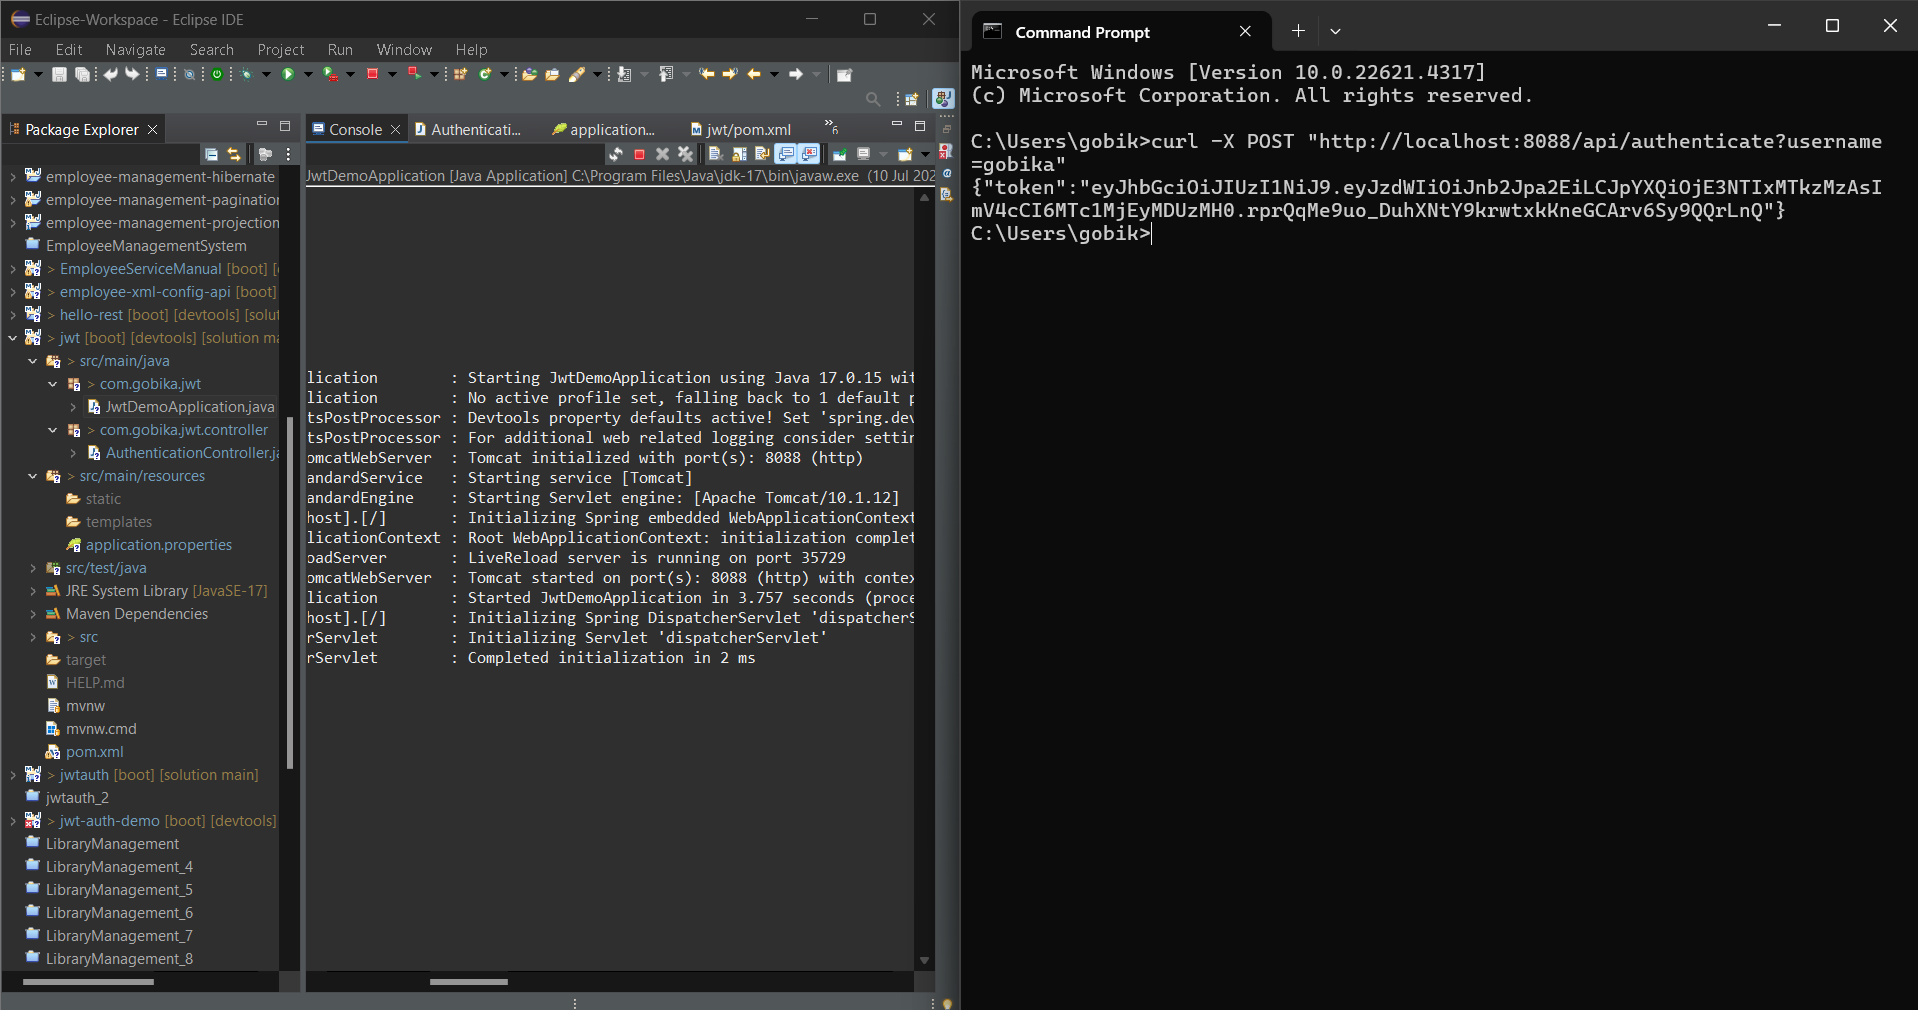 Eclipse-Workspace - Eclipse IDE
File Edit Navigate Search Project Run Window Help
Package Explorer
employee-management-hibernate
employee-management-pagination
employee-management-projection
EmployeeManagementSystem
> EmployeeServiceManual [boot] [
> employee-xml-config-api [boot]
> hello-rest [boot] [devtools] [solut
> jwt [boot] [devtools] [solution ma
> src/main/java
> com.gobika.jwt
JwtDemoApplication.java
> com.gobika.jwt.controller
AuthenticationController.ja
> src/main/resources
static
templates
application.properties
src/test/java
JRE System Library [JavaSE-17]
Maven Dependencies
> src
target
HELP.md
mvnw
mvnw.cmd
pom.xml
> jwtauth [boot] [solution main]
jwtauth_2
> jwt-auth-demo [boot] [devtools]
LibraryManagement
LibraryManagement_4
LibraryManagement_5
LibraryManagement_6
LibraryManagement_7
LibraryManagement_8
Console Authenticati... application... jwt/pom.xml »6
JwtDemoApplication [Java Application] C:\Program Files\Java\jdk-17\bin\javaw.exe (10 Jul 202
lication : Starting JwtDemoApplication using Java 17.0.15 wit
lication : No active profile set, falling back to 1 default p
tsPostProcessor : Devtools property defaults active! Set 'spring.dev
tsPostProcessor : For additional web related logging consider settin
omcatWebServer : Tomcat initialized with port(s): 8088 (http)
andardService : Starting service [Tomcat]
andardEngine : Starting Servlet engine: [Apache Tomcat/10.1.12]
host].[/] : Initializing Spring embedded WebApplicationContext
licationContext : Root WebApplicationContext: initialization complet
oadServer : LiveReload server is running on port 35729
omcatWebServer : Tomcat started on port(s): 8088 (http) with contex
lication : Started JwtDemoApplication in 3.757 seconds (proce
host].[/] : Initializing Spring DispatcherServlet 'dispatcherS
rServlet : Initializing Servlet 'dispatcherServlet'
rServlet : Completed initialization in 2 ms
Command Prompt
Microsoft Windows [Version 10.0.22621.4317]
(c) Microsoft Corporation. All rights reserved.
C:\Users\gobik>curl -X POST "http://localhost:8088/api/authenticate?username
=gobika"
{"token":"eyJhbGciOiJIUzI1NiJ9.eyJzdWIiOiJnb2Jpa2EiLCJpYXQiOjE3NTIxMTkzMzAsI
mV4cCI6MTc1MjEyMDUzMH0.rprQqMe9uo_DuhXNtY9krwtxkKneGCArv6Sy9QQrLnQ"}
C:\Users\gobik>